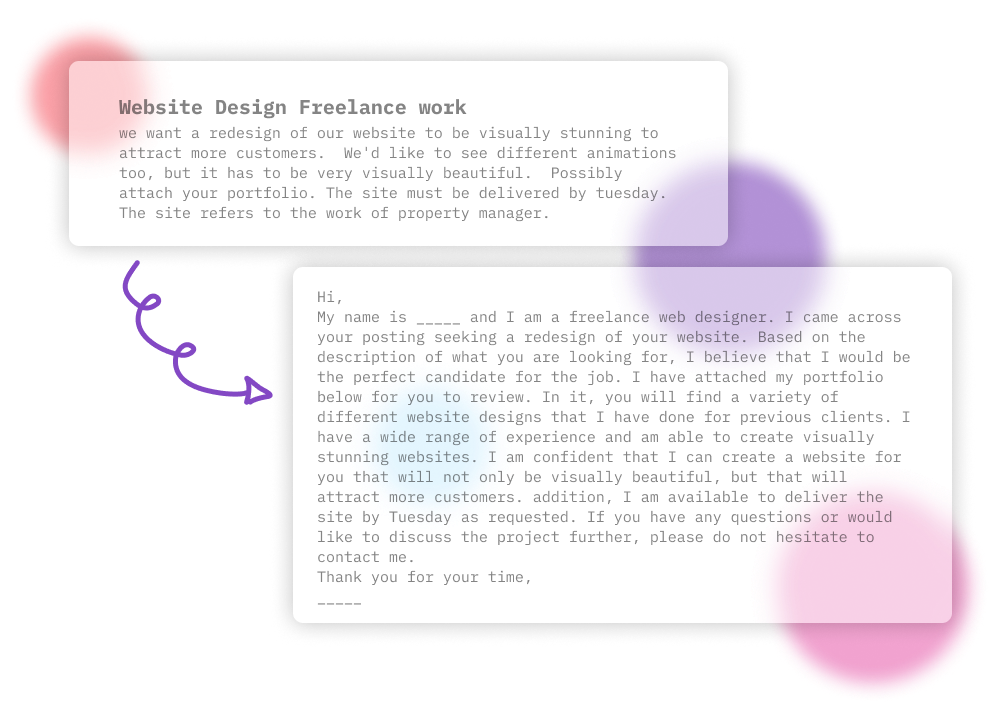 Website Design Freelance work
we want a redesign of our website to be visually stunning to
attract more customers.  We'd like to see different animations
too, but it has to be very visually beautiful.  Possibly
attach your portfolio. The site must be delivered by tuesday.
The site refers to the work of property manager.
Hi,
My name is _____ and I am a freelance web designer. I came across
your posting seeking a redesign of your website. Based on the
description of what you are looking for, I believe that I would be
the perfect candidate for the job. I have attached my portfolio
below for you to review. In it, you will find a variety of
different website designs that I have done for previous clients. I
have a wide range of experience and am able to create visually
stunning websites. I am confident that I can create a website for
you that will not only be visually beautiful, but that will
attract more customers. addition, I am available to deliver the
site by Tuesday as requested. If you have any questions or would
like to discuss the project further, please do not hesitate to
contact me.
Thank you for your time,
_____